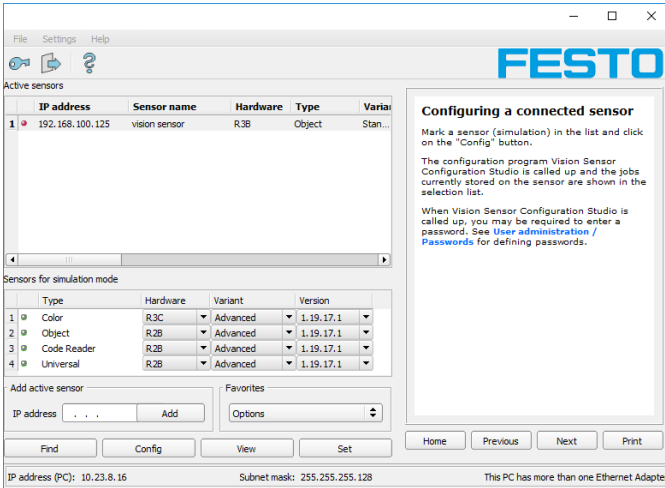 File Settings Help
FESTO
Active sensors
IP address Sensor name Hardware Type Varia
1 192.168.100.125 vision sensor R3B Object Stan...
Sensors for simulation mode
Type Hardware Variant Version
1 Color R3C Advanced 1.19.17.1
2 Object R2B Advanced 1.19.17.1
3 Code Reader R2B Advanced 1.19.17.1
4 Universal R2B Advanced 1.19.17.1
Add active sensor
IP address . . . Add
Favorites
Options
Find Config View Set
Configuring a connected sensor
Mark a sensor (simulation) in the list and click
on the "Config" button.
The configuration program Vision Sensor
Configuration Studio is called up and the jobs
currently stored on the sensor are shown in the
selection list.
When Vision Sensor Configuration Studio is
called up, you may be required to enter a
password. See User administration /
Passwords for defining passwords.
Home Previous Next Print
IP address (PC): 10.23.8.16 Subnet mask: 255.255.255.128 This PC has more than one Ethernet Adapte